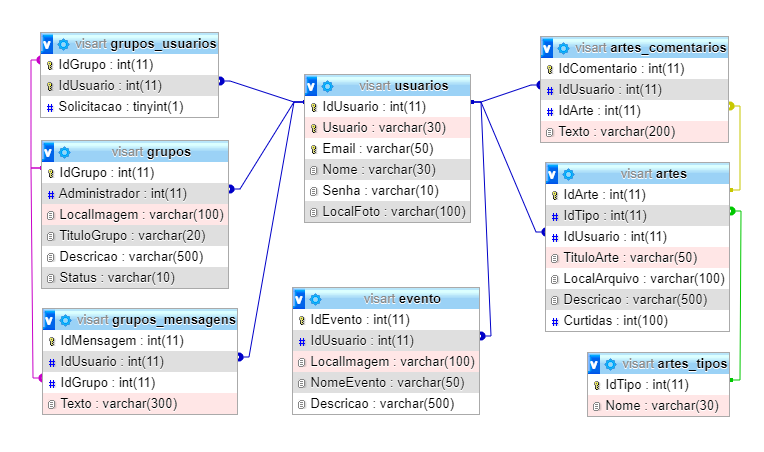 visart grupos_usuarios
IdGrupo : int(11)
IdUsuario : int(11)
# Solicitacao : tinyint(1)
visart grupos
IdGrupo : int(11)
# Administrador : int(11)
LocalImagem : varchar(100)
TituloGrupo : varchar(20)
Descricao : varchar(500)
Status : varchar(10)
visart grupos_mensagens
IdMensagem : int(11)
# IdUsuario : int(11)
# IdGrupo : int(11)
Texto : varchar(300)
visart usuarios
IdUsuario : int(11)
Usuario : varchar(30)
Email : varchar(50)
Nome : varchar(30)
Senha : varchar(10)
LocalFoto : varchar(100)
visart evento
IdEvento : int(11)
# IdUsuario : int(11)
LocalImagem : varchar(100)
NomeEvento : varchar(50)
Descricao : varchar(500)
visart artes_comentarios
IdComentario : int(11)
# IdUsuario : int(11)
# IdArte : int(11)
Texto : varchar(200)
visart artes
IdArte : int(11)
# IdTipo : int(11)
# IdUsuario : int(11)
TituloArte : varchar(50)
LocalArquivo : varchar(100)
Descricao : varchar(500)
# Curtidas : int(100)
visart artes_tipos
IdTipo : int(11)
Nome : varchar(30)